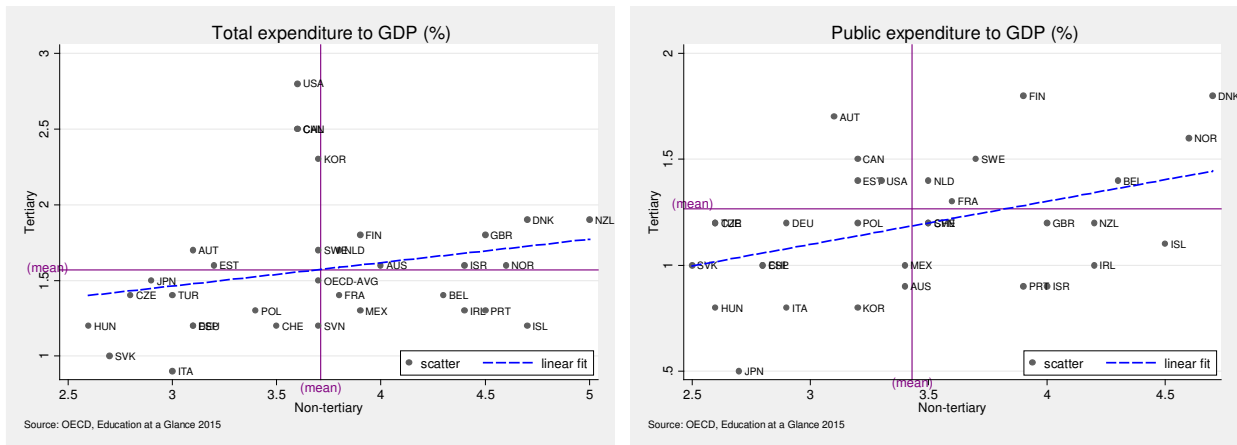 Total expenditure to GDP (%)
3
2.5
2
1.5
1
Tertiary
(mean)
USA
KOR
DNK
NZL
FIN
GBR
AUT
NLD
EST
AUS
ISR
NOR
JPN
OECD-AVG
CZE
TUR
FRA
BEL
POL
MEX
IRL
PRT
HUN
CHE
SVN
ISL
SVK
ITA
scatter
linear fit
2.5
3
3.5
4
4.5
5
(mean)
Non-tertiary
Source: OECD, Education at a Glance 2015
Public expenditure to GDP (%)
2
1.5
1
.5
Tertiary
(mean)
FIN
DNK
AUT
NOR
CAN
SWE
EST
USA
NLD
BEL
FRA
DEU
POL
GBR
NZL
ISL
SVK
MEX
IRL
AUS
PRT
ISR
HUN
ITA
KOR
JPN
scatter
linear fit
2.5
3
3.5
4
4.5
(mean)
Non-tertiary
Source: OECD, Education at a Glance 2015